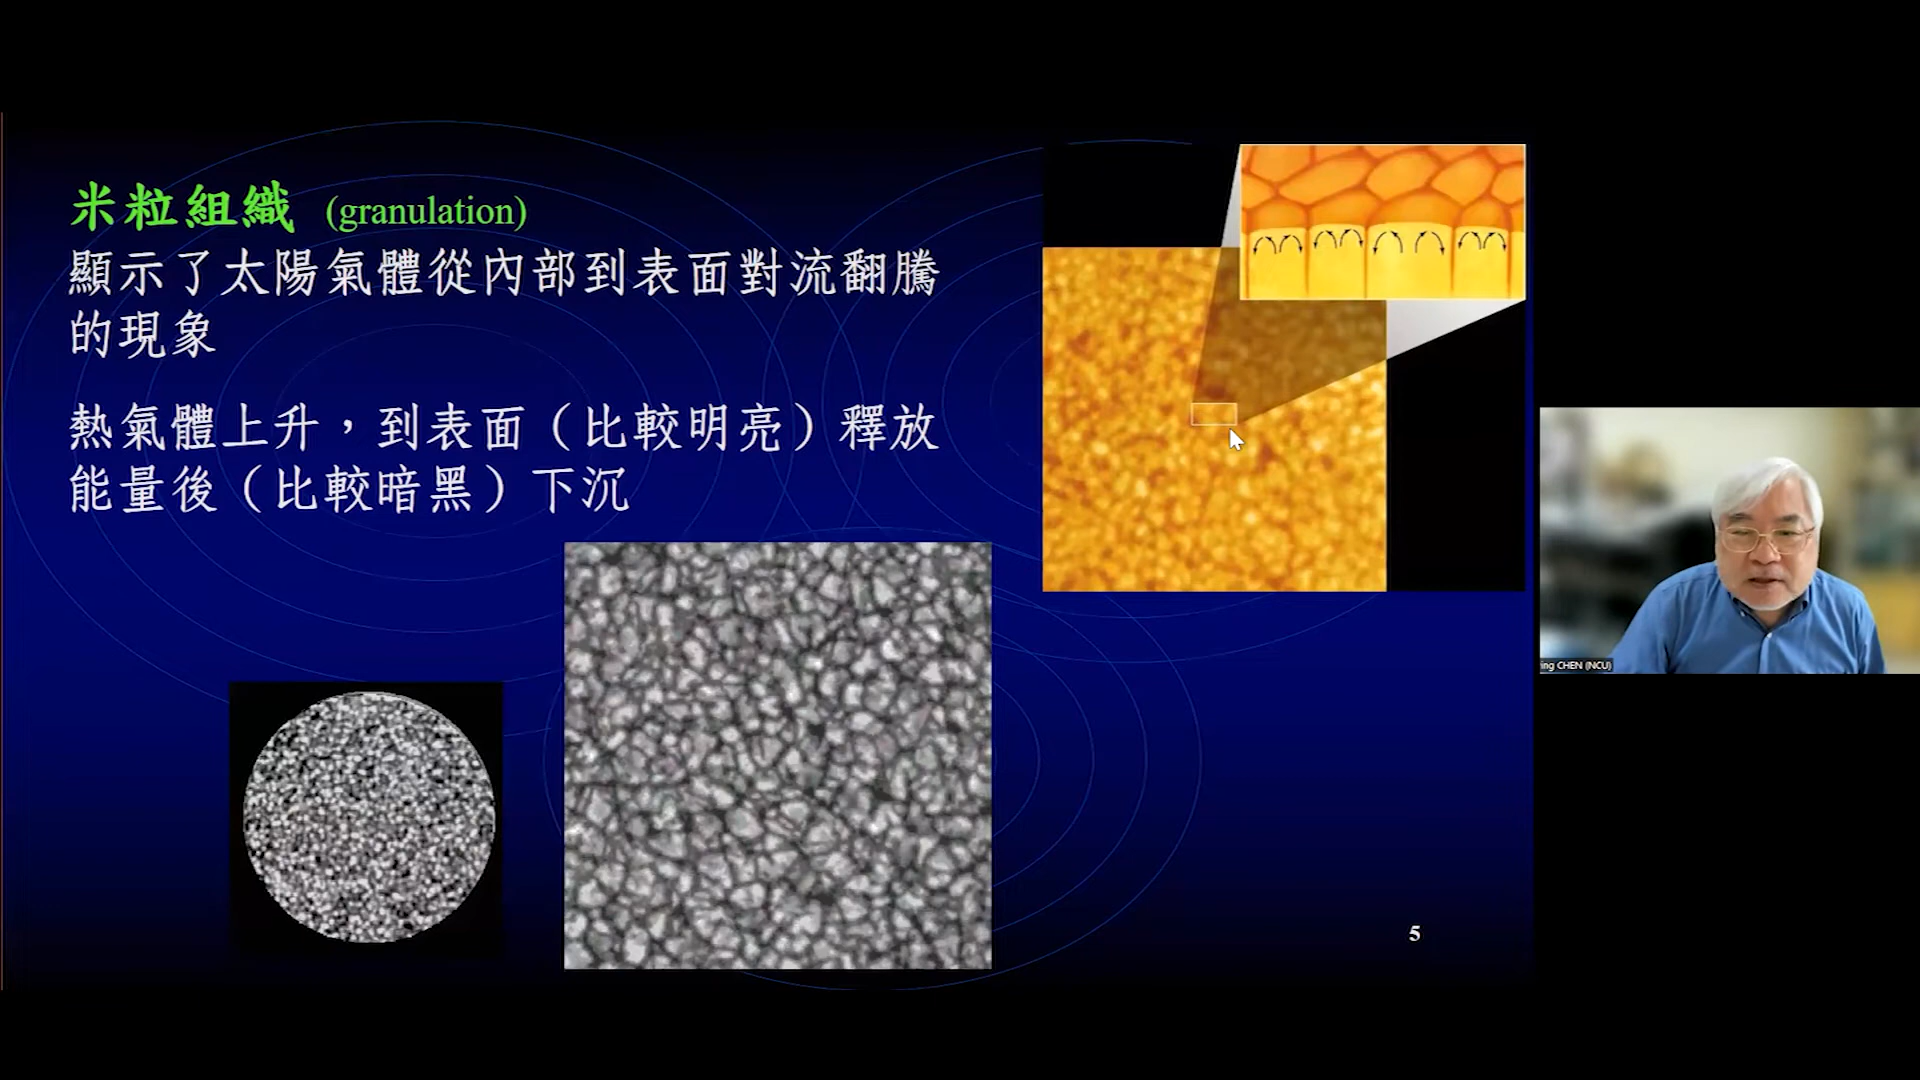 米粒組織 (granulation)
顯示了太陽氣體從內部到表面對流翻騰
的現象
熱氣體上升，到表面（比較明亮）釋放
能量後（比較暗黑）下沉
5
ing CHEN (NCU)